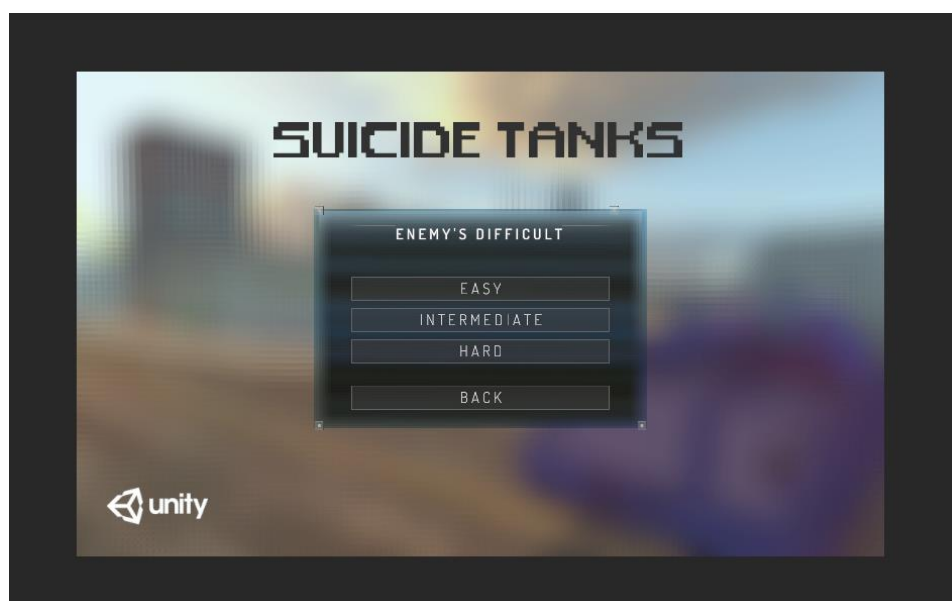 SUICIDE TANKS
ENEMY'S DIFFICULT
EASY
INTERMEDIATE
HARD
BACK
unity